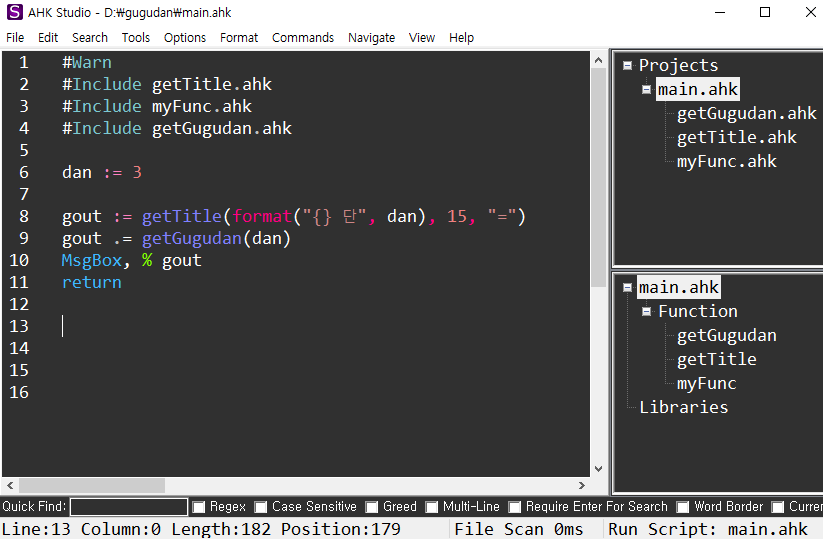 AHK Studio - D:₩gugudan₩main.ahk
File Edit Search Tools Options Format Commands Navigate View Help
1 #Warn
2 #Include getTitle.ahk
3 #Include myFunc.ahk
4 #Include getGugudan.ahk
5
6 dan := 3
7
8 gout := getTitle(format("{} 단", dan), 15, "=")
9 gout .= getGugudan(dan)
10 MsgBox, % gout
11 return
12
13
14
15
16
Projects
main.ahk
getGugudan.ahk
getTitle.ahk
myFunc.ahk
main.ahk
Function
getGugudan
getTitle
myFunc
Libraries
Quick Find: Regex Case Sensitive Greed Multi-Line Require Enter For Search Word Border Currer
Line:13 Column:0 Length:182 Position:179 File Scan 0ms Run Script: main.ahk